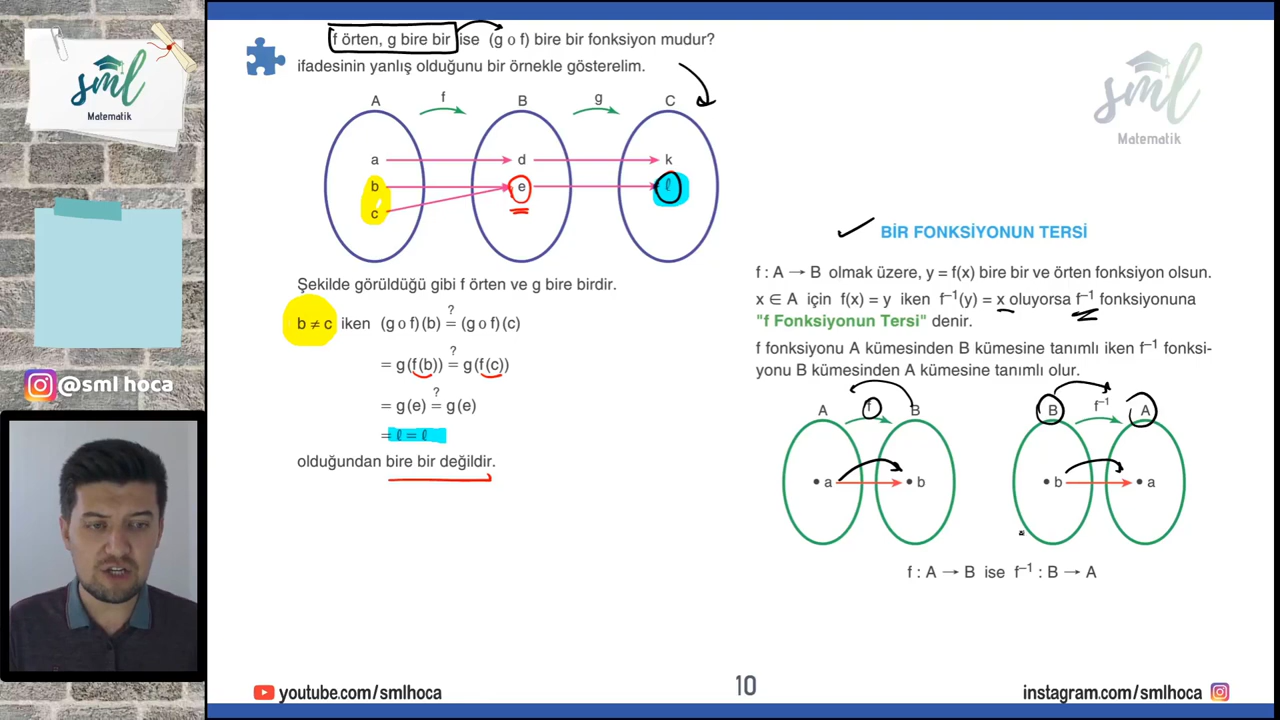 sml
Matematik
@sml hoca
f örten, g bire bir ise (g o f) bire bir fonksiyon mudur?
ifadesinin yanlış olduğunu bir örnekle gösterelim.
A f B g C
a d k
b e ℓ
c
Şekilde görüldüğü gibi f örten ve g bire birdir.
b ≠ c iken (g o f)(b) ≟ (g o f)(c)
= g(f(b)) ≟ g(f(c))
= g(e) ≟ g(e)
= ℓ = ℓ
olduğundan bire bir değildir.
sml
Matematik
BİR FONKSİYONUN TERSİ
f : A → B olmak üzere, y = f(x) bire bir ve örten fonksiyon olsun.
x ∈ A için f(x) = y iken f⁻¹(y) = x oluyorsa f⁻¹ fonksiyonuna
"f Fonksiyonun Tersi" denir.
f fonksiyonu A kümesinden B kümesine tanımlı iken f⁻¹ fonksi-
yonu B kümesinden A kümesine tanımlı olur.
A f B B f⁻¹ A
• a • b • b • a
f : A → B ise f⁻¹ : B → A
youtube.com/smlhoca
10
instagram.com/smlhoca